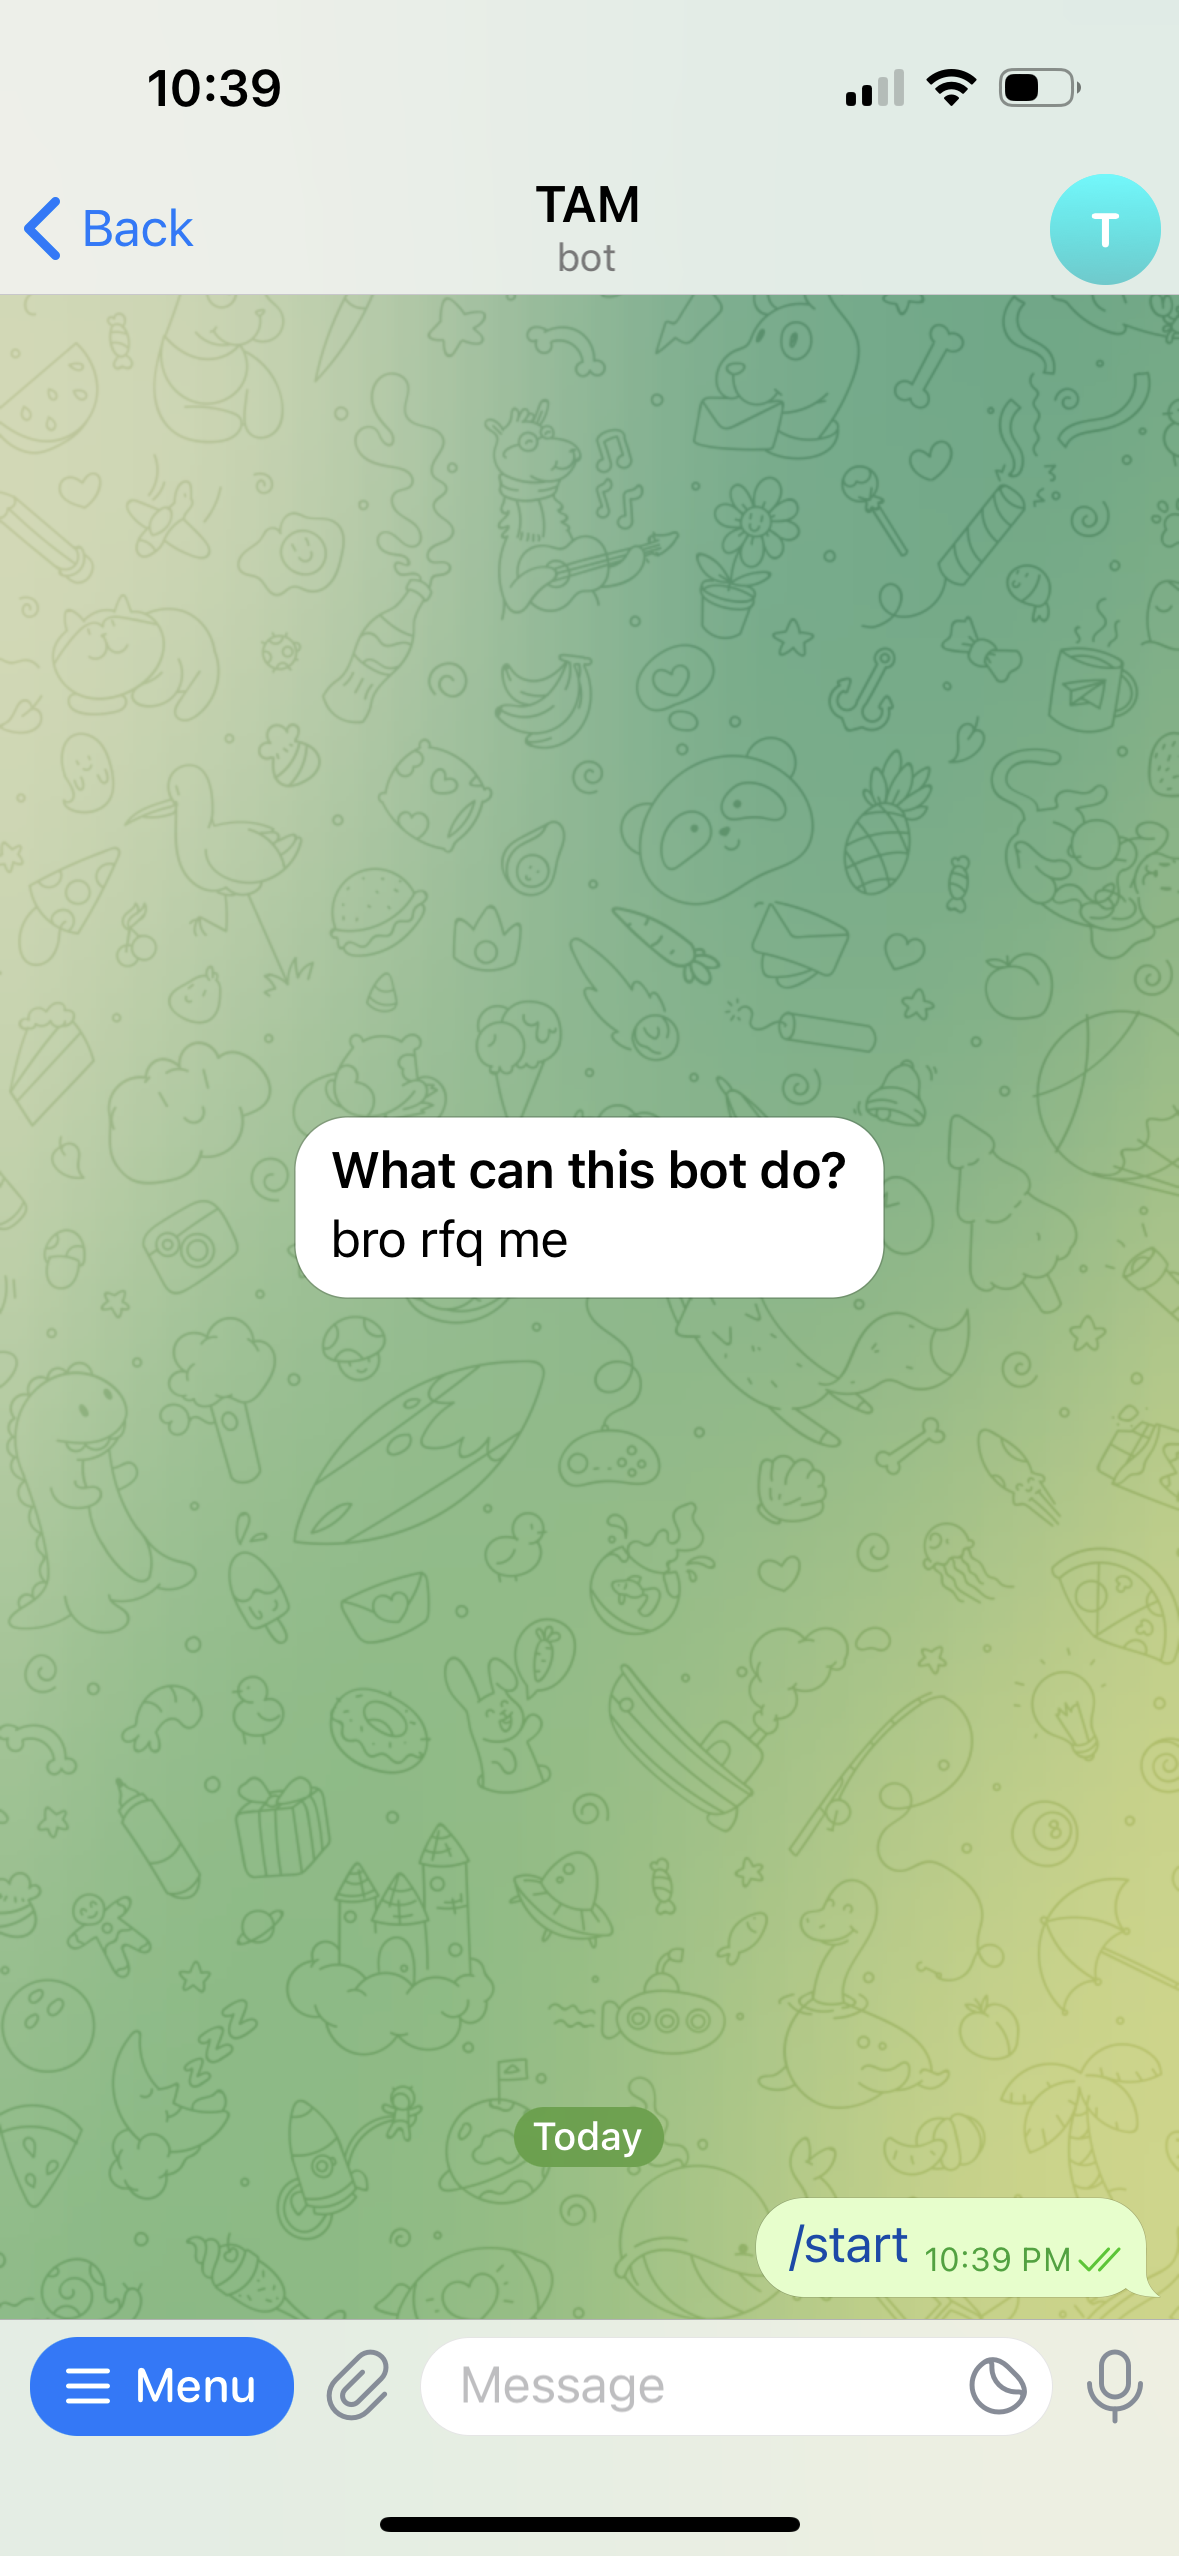 10:39
Back
TAM
bot
T
What can this bot do?
bro rfq me
Today
/start 10:39 PM
Menu
Message